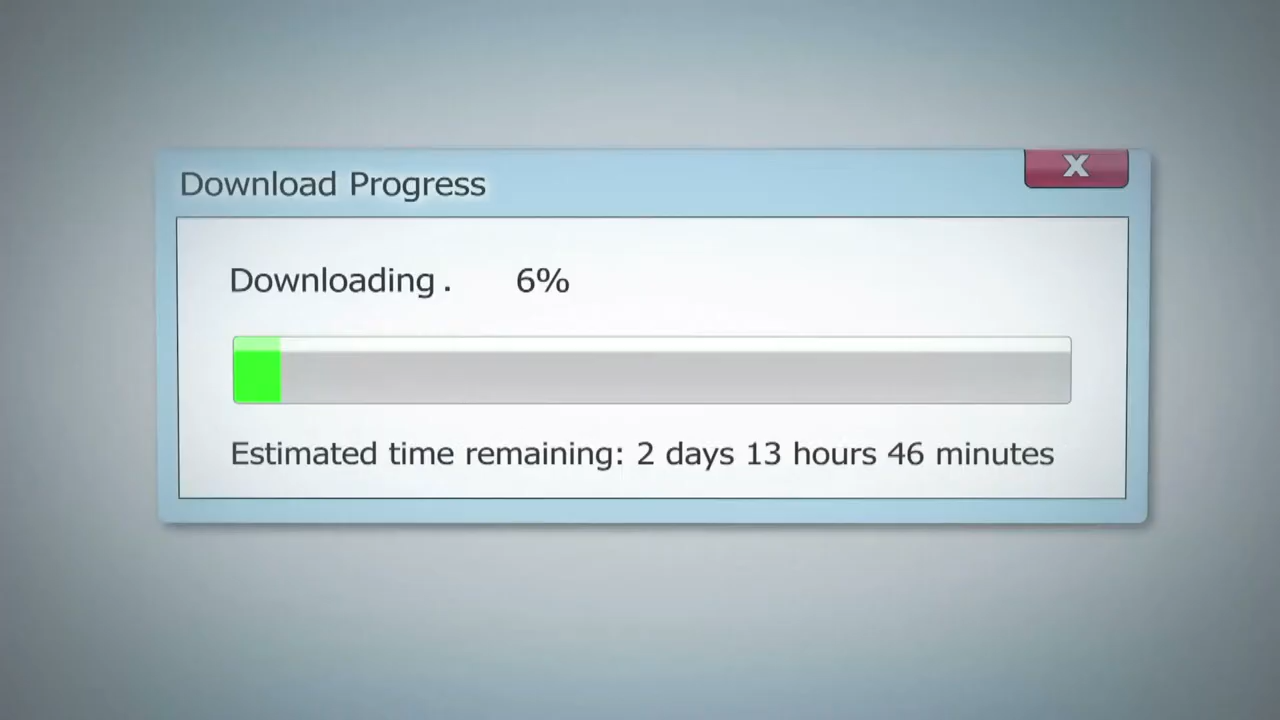 Download Progress
X
Downloading . 6%
Estimated time remaining: 2 days 13 hours 46 minutes